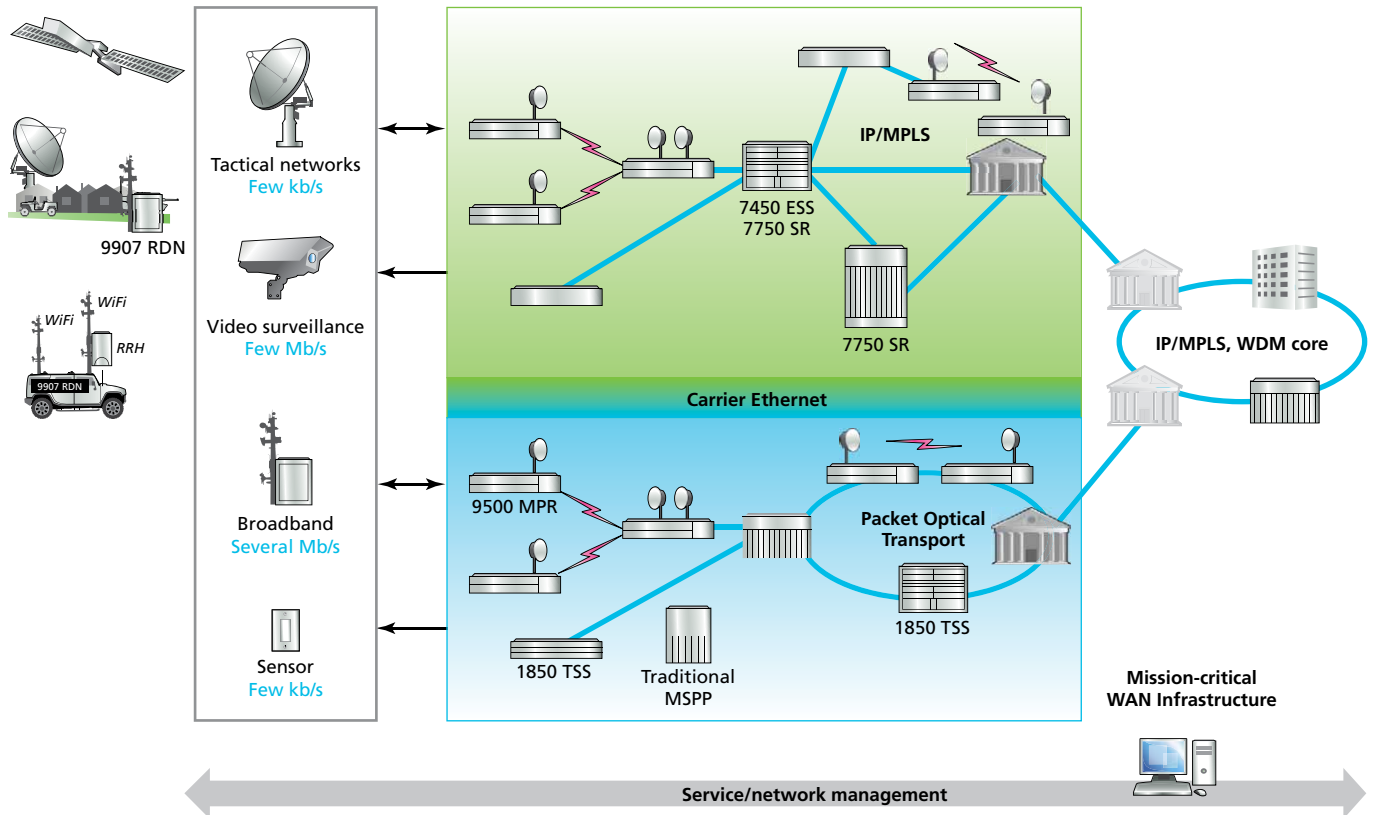 9907 RDN
WiFi
WiFi
RRH
9907 RDN
Tactical networks
Few kb/s
Video surveillance
Few Mb/s
Broadband
Several Mb/s
Sensor
Few kb/s
IP/MPLS
7450 ESS
7750 SR
7750 SR
Carrier Ethernet
9500 MPR
Packet Optical
Transport
1850 TSS
1850 TSS
Traditional
MSPP
IP/MPLS, WDM core
Mission-critical
WAN Infrastructure
Service/network management